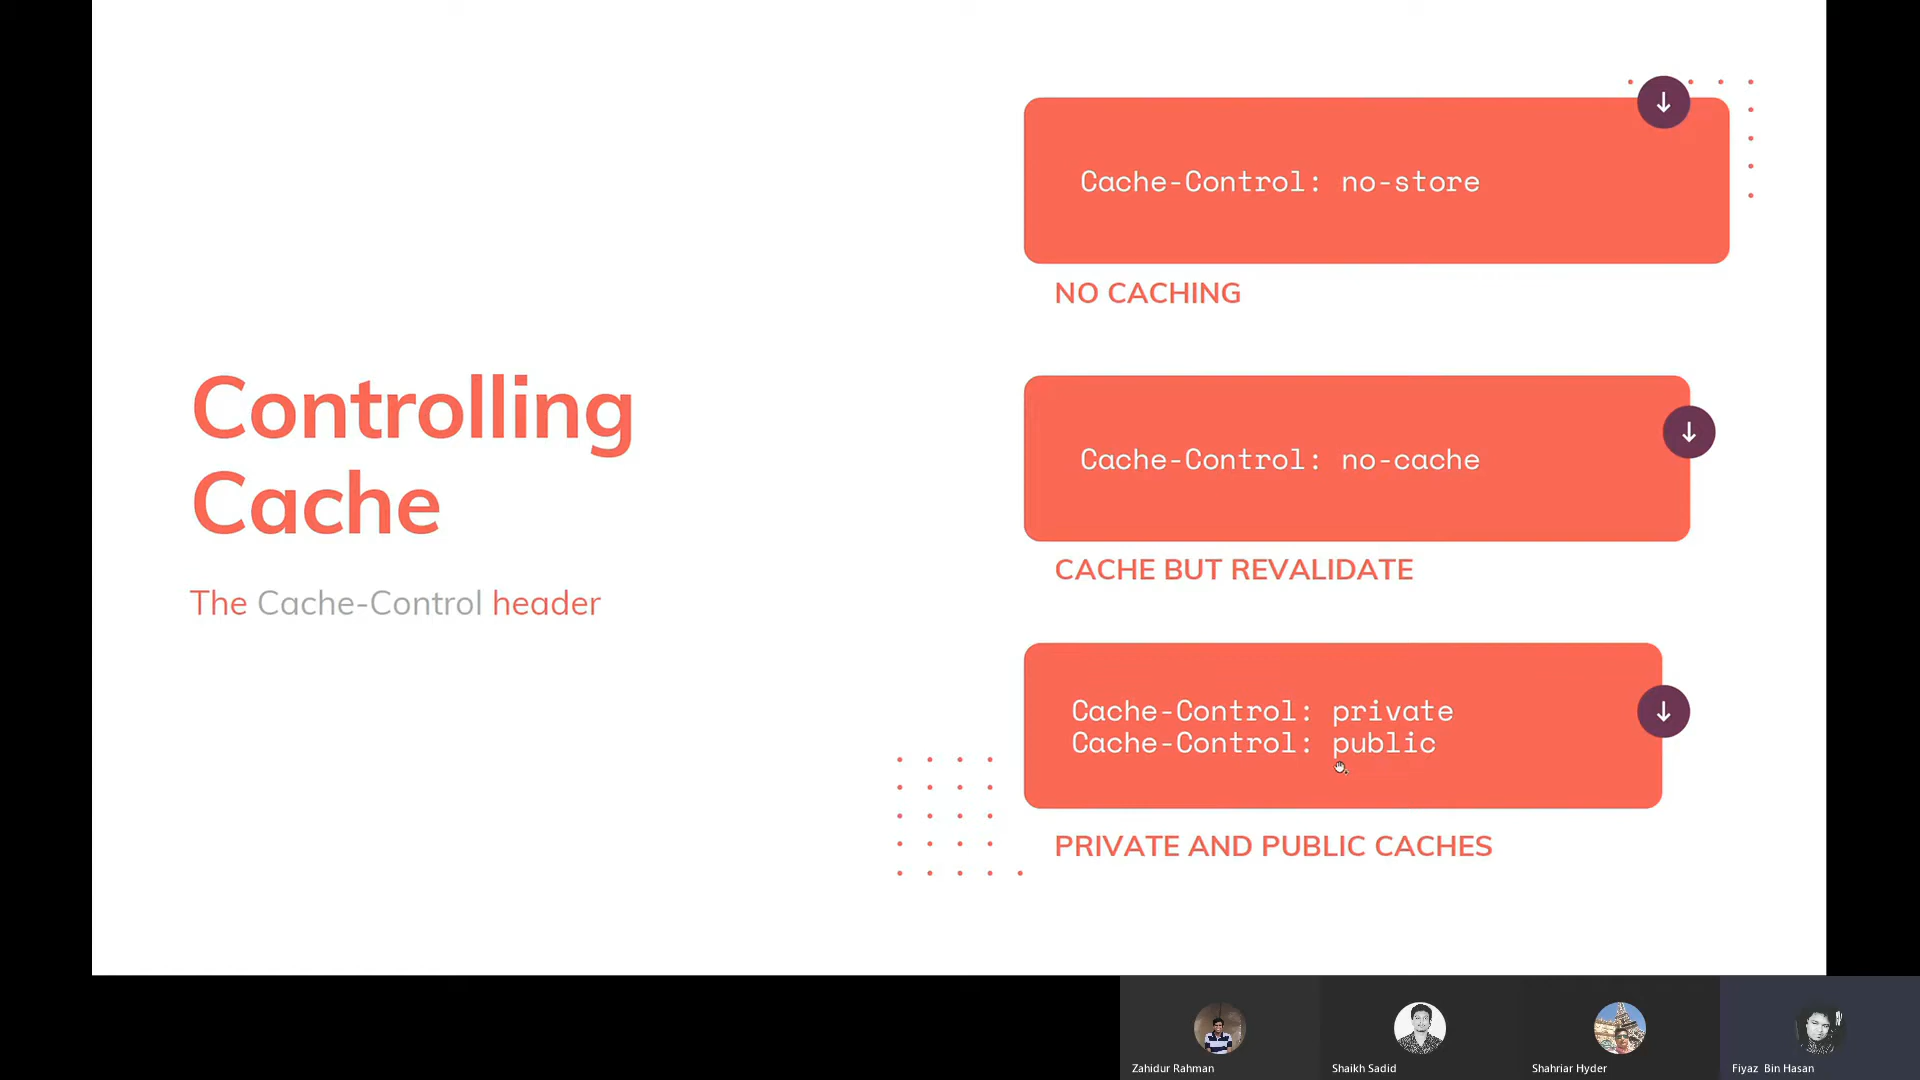 Controlling
Cache
The Cache-Control header
Cache-Control: no-store
NO CACHING
Cache-Control: no-cache
CACHE BUT REVALIDATE
Cache-Control: private
Cache-Control: public
PRIVATE AND PUBLIC CACHES
Zahidur Rahman
Shaikh Sadid
Shahriar Hyder
Fiyaz Bin Hasan